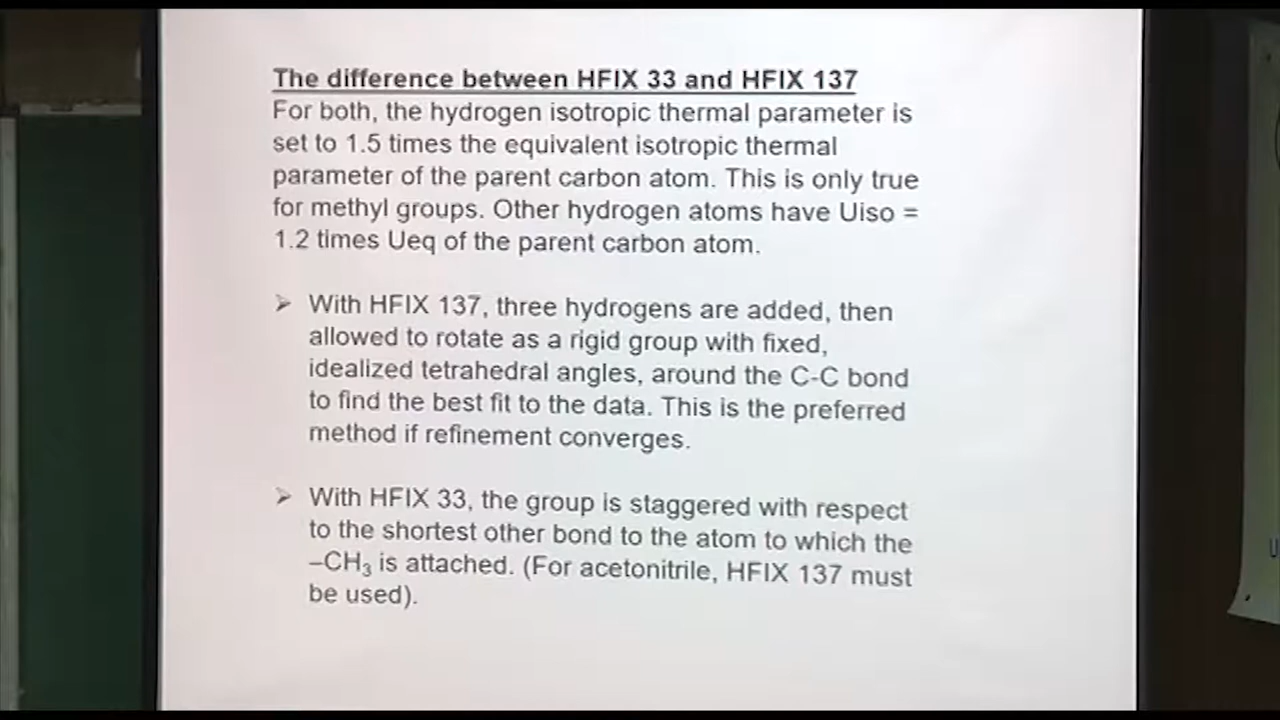 The difference between HFIX 33 and HFIX 137
For both, the hydrogen isotropic thermal parameter is
set to 1.5 times the equivalent isotropic thermal
parameter of the parent carbon atom. This is only true
for methyl groups. Other hydrogen atoms have Uiso =
1.2 times Ueq of the parent carbon atom.
➢ With HFIX 137, three hydrogens are added, then
allowed to rotate as a rigid group with fixed,
idealized tetrahedral angles, around the C-C bond
to find the best fit to the data. This is the preferred
method if refinement converges.
➢ With HFIX 33, the group is staggered with respect
to the shortest other bond to the atom to which the
–CH₃ is attached. (For acetonitrile, HFIX 137 must
be used).